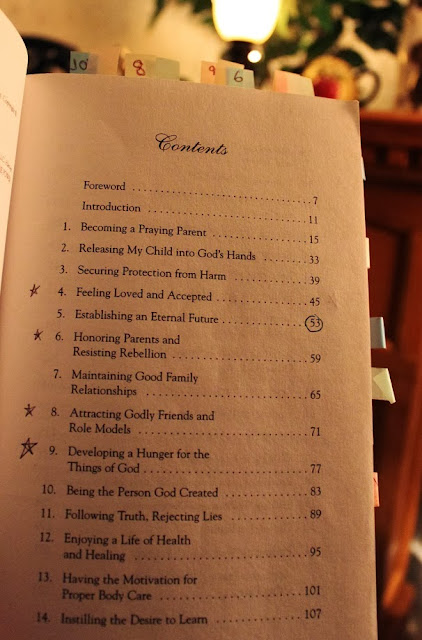 10 8 9 6
Contents
Foreword . . . . . . . . . . . . . . . . . . . . . . . . . . . . . . . 7
Introduction . . . . . . . . . . . . . . . . . . . . . . . . . . . . 11
1. Becoming a Praying Parent . . . . . . . . . . . . . . . . . . 15
2. Releasing My Child into God's Hands . . . . . . . . . . 33
3. Securing Protection from Harm . . . . . . . . . . . . . . 39
4. Feeling Loved and Accepted . . . . . . . . . . . . . . . . . 45
5. Establishing an Eternal Future . . . . . . . . . . . . . . . 53
6. Honoring Parents and
Resisting Rebellion . . . . . . . . . . . . . . . . . . . . . . . 59
7. Maintaining Good Family
Relationships . . . . . . . . . . . . . . . . . . . . . . . . . . . 65
8. Attracting Godly Friends and
Role Models . . . . . . . . . . . . . . . . . . . . . . . . . . . . 71
9. Developing a Hunger for the
Things of God . . . . . . . . . . . . . . . . . . . . . . . . . . . 77
10. Being the Person God Created . . . . . . . . . . . . . . . 83
11. Following Truth, Rejecting Lies . . . . . . . . . . . . . . 89
12. Enjoying a Life of Health
and Healing . . . . . . . . . . . . . . . . . . . . . . . . . . . . 95
13. Having the Motivation for
Proper Body Care . . . . . . . . . . . . . . . . . . . . . . . 101
14. Instilling the Desire to Learn . . . . . . . . . . . . . . . 107